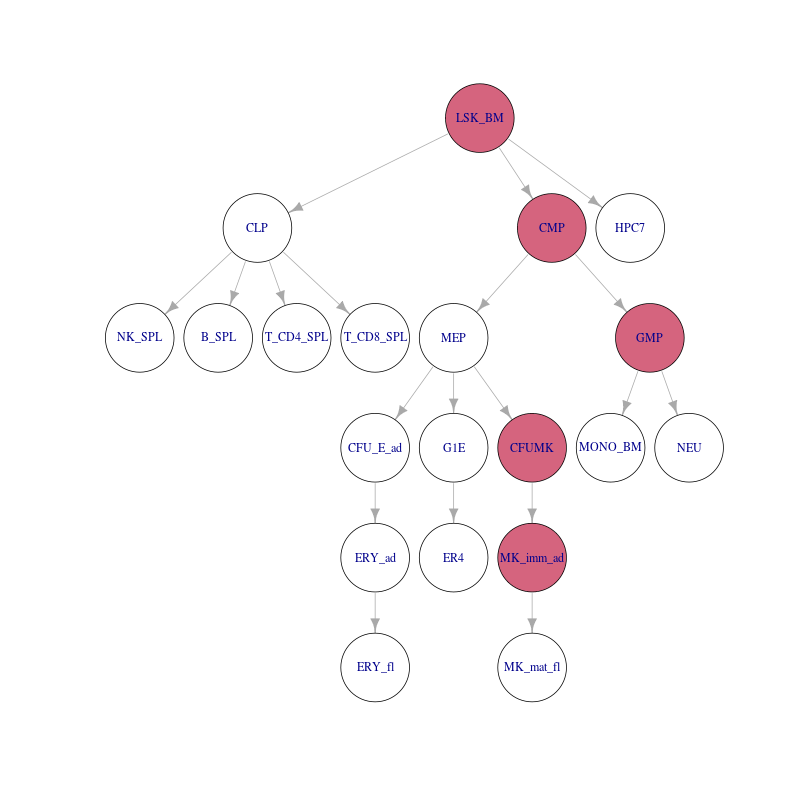 LSK_BM
CLP
CMP
HPC7
NK_SPL
B_SPL
T_CD4_SPL
T_CD8_SPL
MEP
GMP
CFU_E_ad
G1E
CFUMK
MONO_BM
NEU
ERY_ad
ER4
MK_imm_ad
ERY_fl
MK_mat_fl